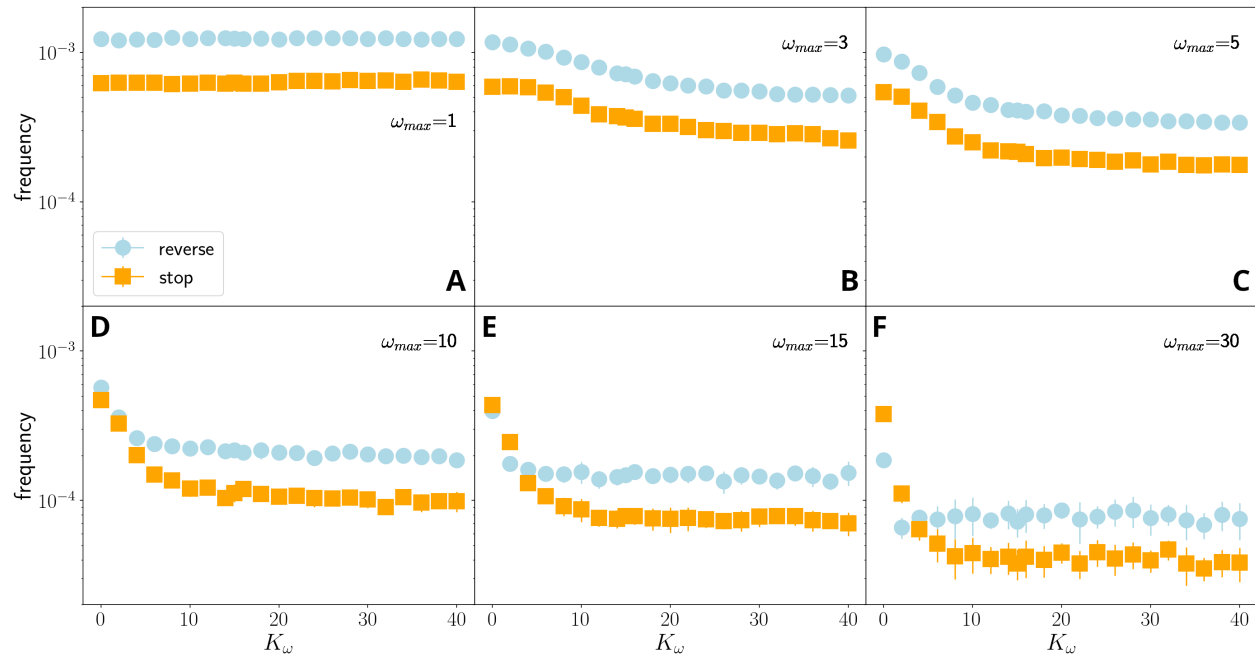 10⁻³
10⁻⁴
frequency
ω_max=1
reverse
stop
A
ω_max=3
B
ω_max=5
C
D
ω_max=10
E
ω_max=15
F
ω_max=30
10⁻³
10⁻⁴
frequency
0 10 20 30 40
K_ω
0 10 20 30 40
K_ω
0 10 20 30 40
K_ω